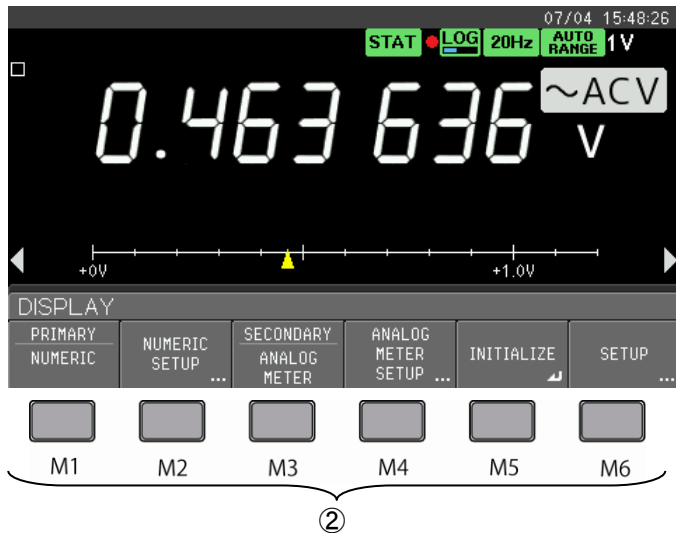 07/04 15:48:26
STAT LOG 20Hz AUTO RANGE 1V
0.463 636 V
~ACV
+0V +1.0V
DISPLAY
PRIMARY NUMERIC
NUMERIC SETUP ...
SECONDARY ANALOG METER
ANALOG METER SETUP ...
INITIALIZE
SETUP ...
M1 M2 M3 M4 M5 M6
②